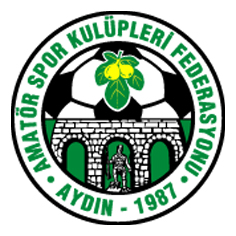 • AMATÖR SPOR KULÜPLERİ FEDERASYONU •
AYDIN - 1987